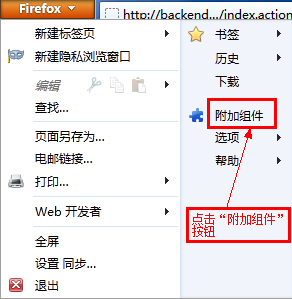 Firefox
http://backend.../index.action
新建标签页
新建隐私浏览窗口
编辑
查找...
页面另存为...
电邮链接...
打印...
Web 开发者
全屏
设置 同步...
退出
书签
历史
下载
附加组件
选项
帮助
点击“附加组件”
按钮